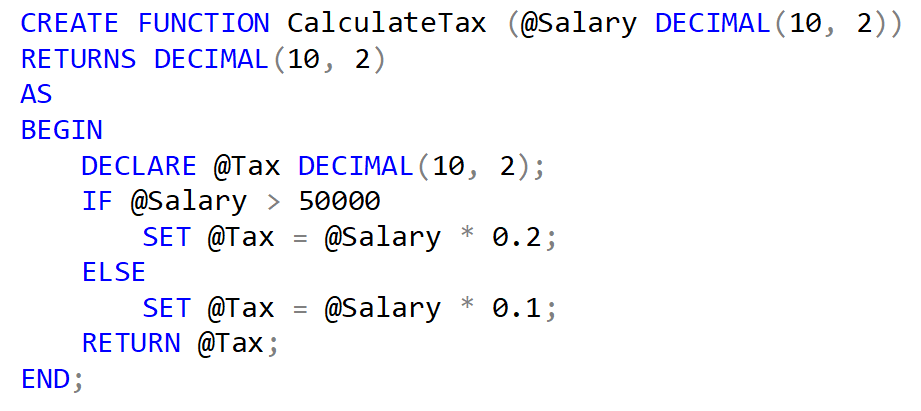 CREATE FUNCTION CalculateTax (@Salary DECIMAL(10, 2))
RETURNS DECIMAL(10, 2)
AS
BEGIN
    DECLARE @Tax DECIMAL(10, 2);
    IF @Salary > 50000
        SET @Tax = @Salary * 0.2;
    ELSE
        SET @Tax = @Salary * 0.1;
    RETURN @Tax;
END;